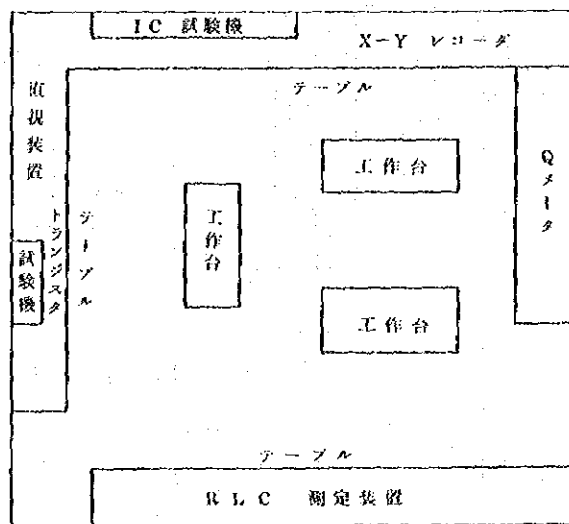 IC 試験機
X-Y レコーダ
テーブル
直視装置
トランジスタ
試験機
テーブル
工作台
工作台
工作台
Qメータ
テーブル
RLC 測定装置